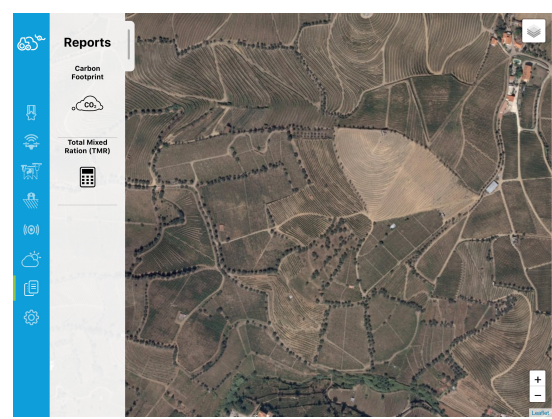 Reports
Carbon
Footprint
CO₂
Total Mixed
Ration (TMR)
+
−
Leaflet